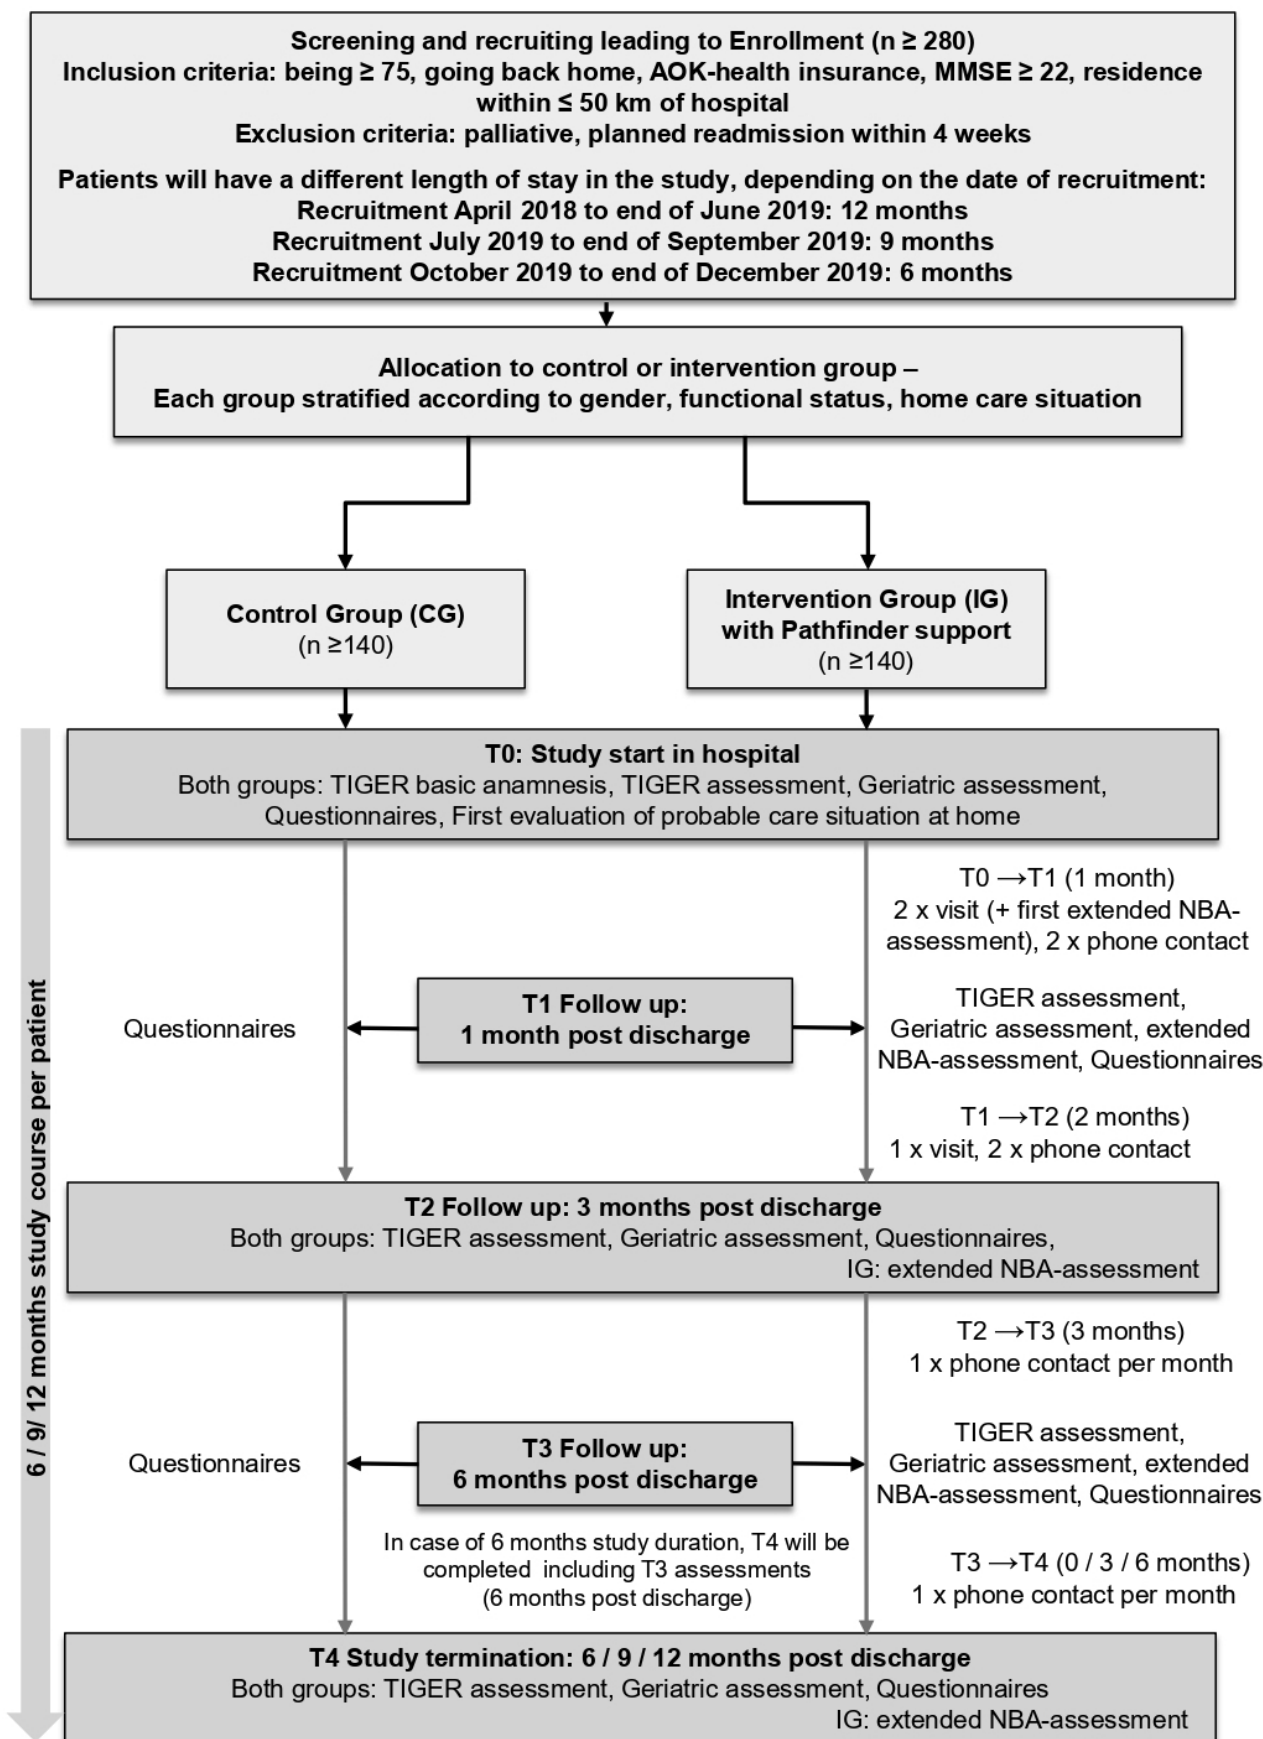 Screening and recruiting leading to Enrollment (n ≥ 280)
Inclusion criteria: being ≥ 75, going back home, AOK-health insurance, MMSE ≥ 22, residence
within ≤ 50 km of hospital
Exclusion criteria: palliative, planned readmission within 4 weeks
Patients will have a different length of stay in the study, depending on the date of recruitment:
Recruitment April 2018 to end of June 2019: 12 months
Recruitment July 2019 to end of September 2019: 9 months
Recruitment October 2019 to end of December 2019: 6 months
Allocation to control or intervention group –
Each group stratified according to gender, functional status, home care situation
Control Group (CG)
(n ≥140)
Intervention Group (IG)
with Pathfinder support
(n ≥140)
6 / 9/ 12 months study course per patient
T0: Study start in hospital
Both groups: TIGER basic anamnesis, TIGER assessment, Geriatric assessment,
Questionnaires, First evaluation of probable care situation at home
T0 →T1 (1 month)
2 x visit (+ first extended NBA-
assessment), 2 x phone contact
Questionnaires
T1 Follow up:
1 month post discharge
TIGER assessment,
Geriatric assessment, extended
NBA-assessment, Questionnaires
T1 →T2 (2 months)
1 x visit, 2 x phone contact
T2 Follow up: 3 months post discharge
Both groups: TIGER assessment, Geriatric assessment, Questionnaires,
IG: extended NBA-assessment
T2 →T3 (3 months)
1 x phone contact per month
Questionnaires
T3 Follow up:
6 months post discharge
TIGER assessment,
Geriatric assessment, extended
NBA-assessment, Questionnaires
In case of 6 months study duration, T4 will be
completed including T3 assessments
(6 months post discharge)
T3 →T4 (0 / 3 / 6 months)
1 x phone contact per month
T4 Study termination: 6 / 9 / 12 months post discharge
Both groups: TIGER assessment, Geriatric assessment, Questionnaires
IG: extended NBA-assessment